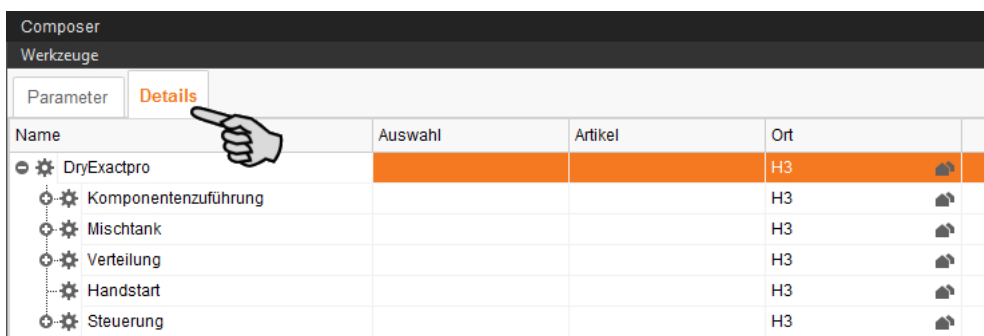 Composer
Werkzeuge
Parameter Details
Name Auswahl Artikel Ort
DryExactpro H3
Komponentenzuführung H3
Mischtank H3
Verteilung H3
Handstart H3
Steuerung H3